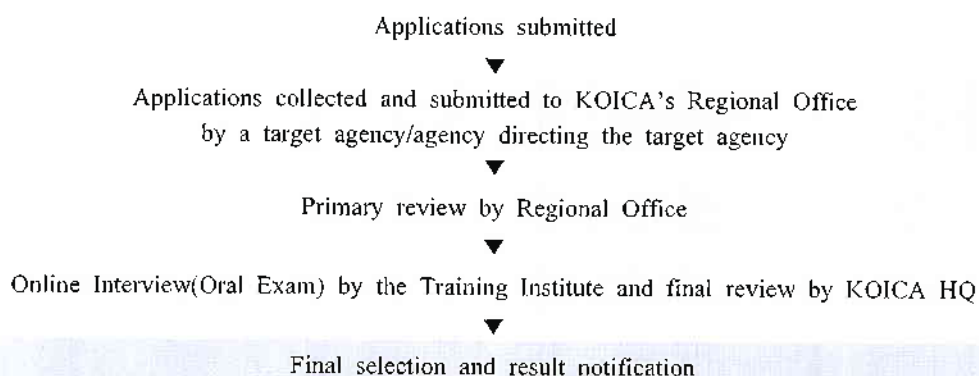 Applications submitted
▼
Applications collected and submitted to KOICA's Regional Office
by a target agency/agency directing the target agency
▼
Primary review by Regional Office
▼
Online Interview(Oral Exam) by the Training Institute and final review by KOICA HQ
▼
Final selection and result notification